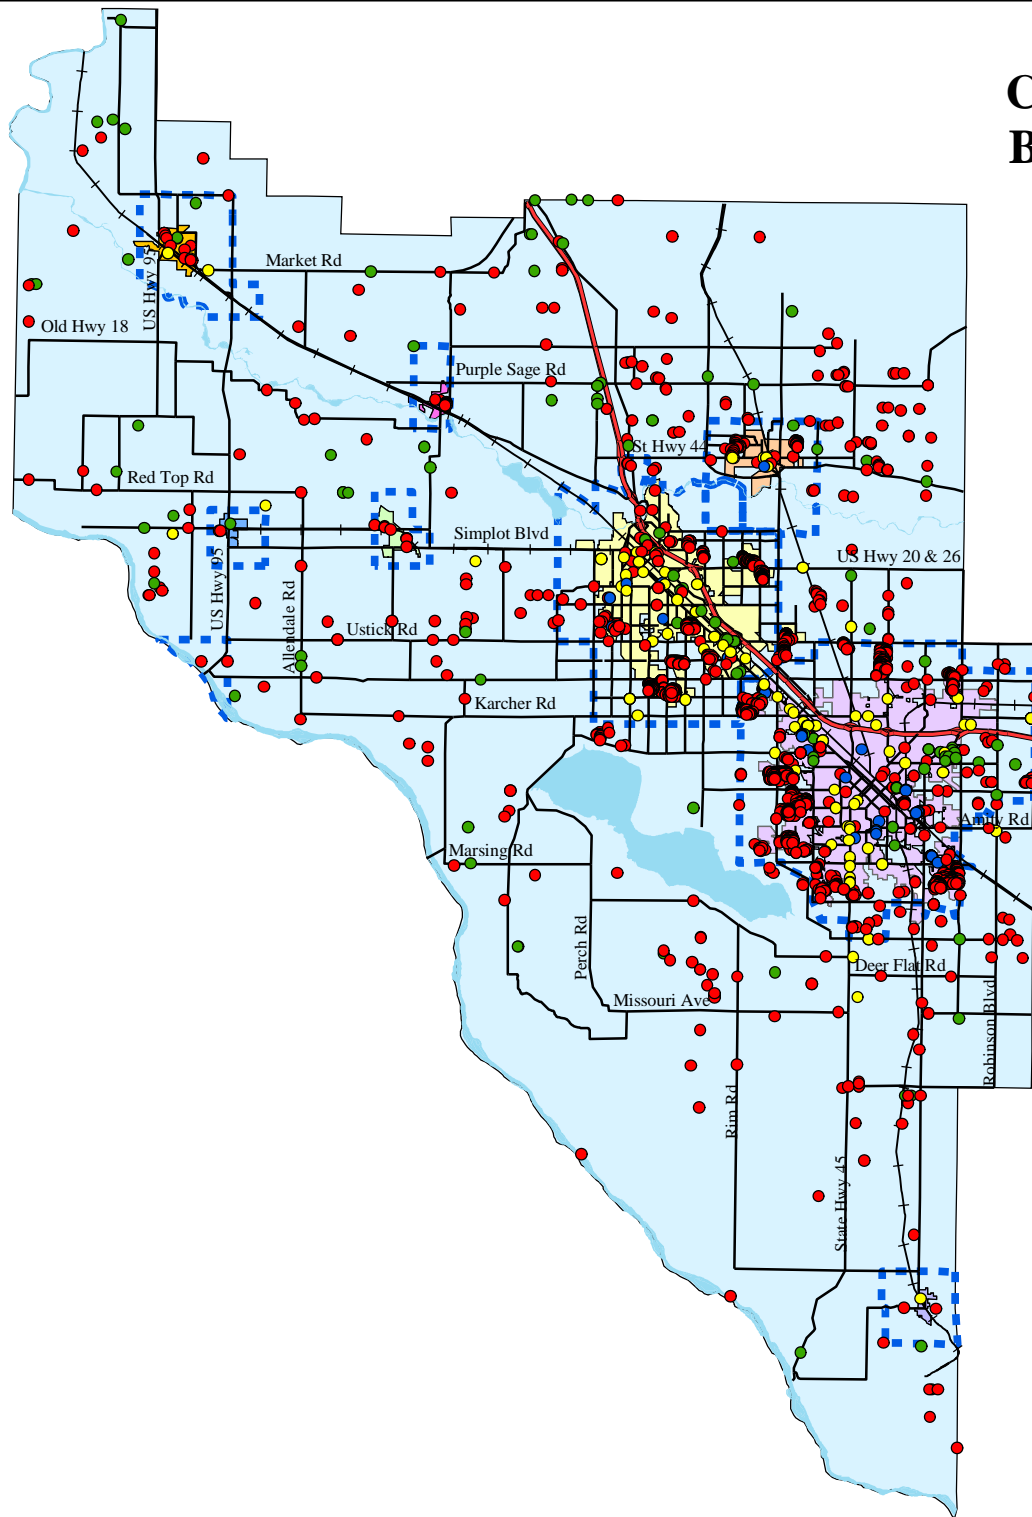 C
B
Market Rd
US Hwy 95
Old Hwy 18
Purple Sage Rd
St Hwy 44
Red Top Rd
Simplot Blvd
US Hwy 20 & 26
US Hwy 95
Allendale Rd
Ustick Rd
Karcher Rd
Amity Rd
Marsing Rd
Perch Rd
Deer Flat Rd
Missouri Ave
Robinson Blvd
Rim Rd
State Hwy 45